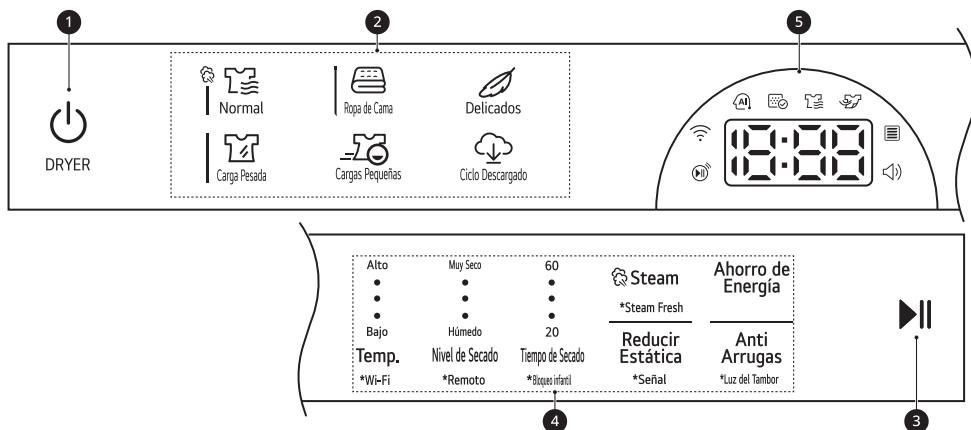 1
2
5
DRYER
Normal
Ropa de Cama
Delicados
Carga Pesada
Cargas Pequeñas
Ciclo Descargado
AI
18:88
Alto
Bajo
Temp.
*Wi-Fi
Muy Seco
Húmedo
Nivel de Secado
*Remoto
60
20
Tiempo de Secado
*Bloqueo infantil
Steam
*Steam Fresh
Reducir
Estática
*Señal
Ahorro de
Energía
Anti
Arrugas
*Luz del Tambor
4
3